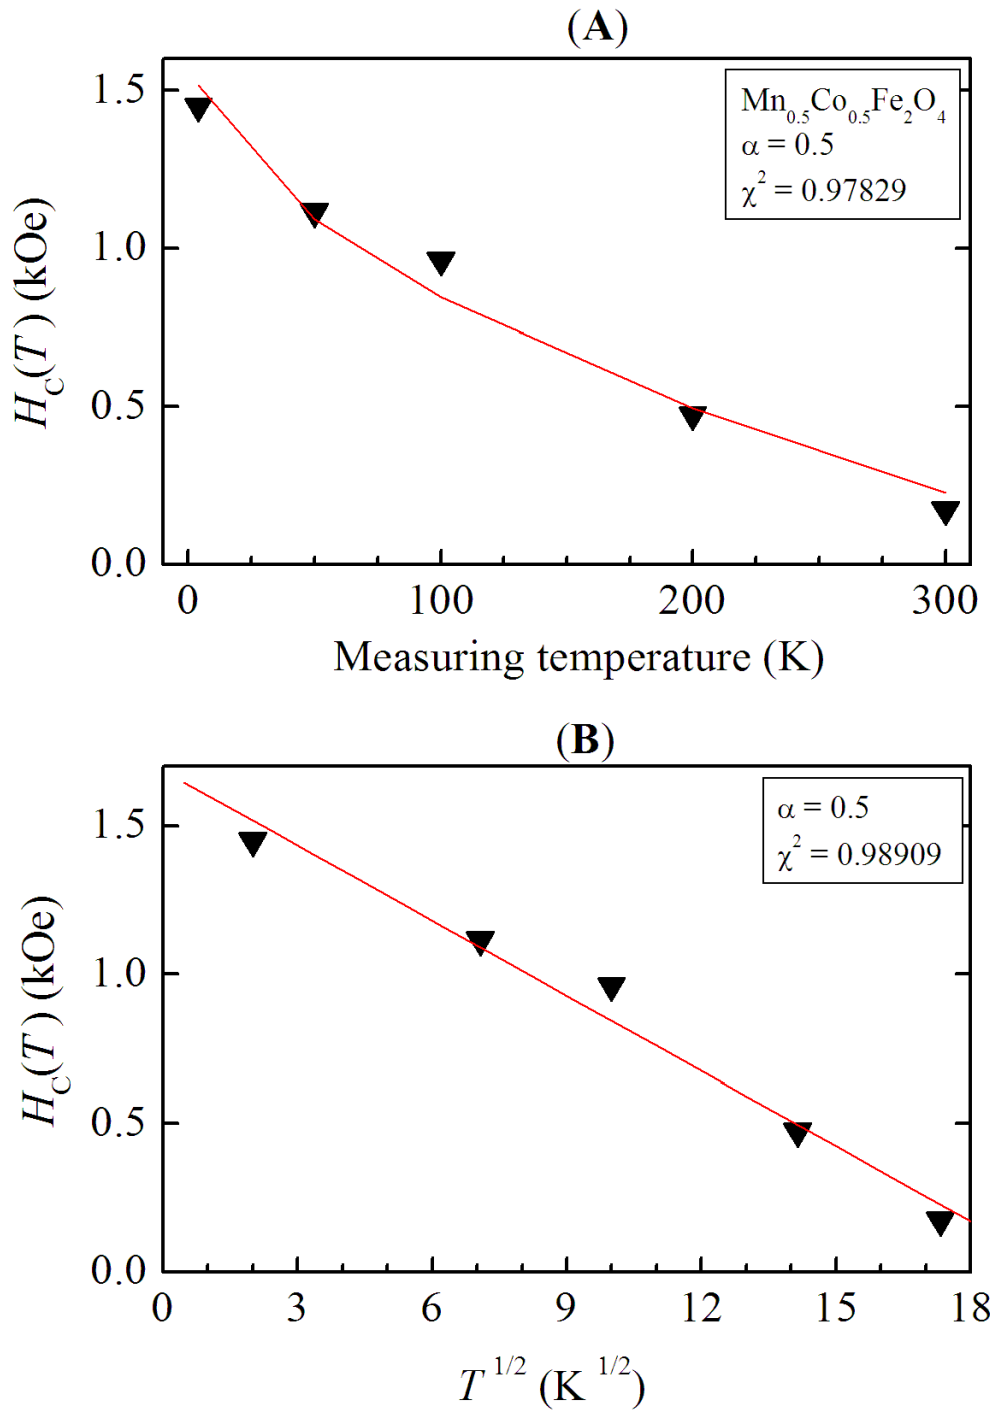 (A)
Mn0.5Co0.5Fe2O4
α = 0.5
χ² = 0.97829
HC(T) (kOe)
1.5
1.0
0.5
0.0
0 100 200 300
Measuring temperature (K)
(B)
α = 0.5
χ² = 0.98909
HC(T) (kOe)
1.5
1.0
0.5
0.0
0 3 6 9 12 15 18
T 1/2 (K 1/2)